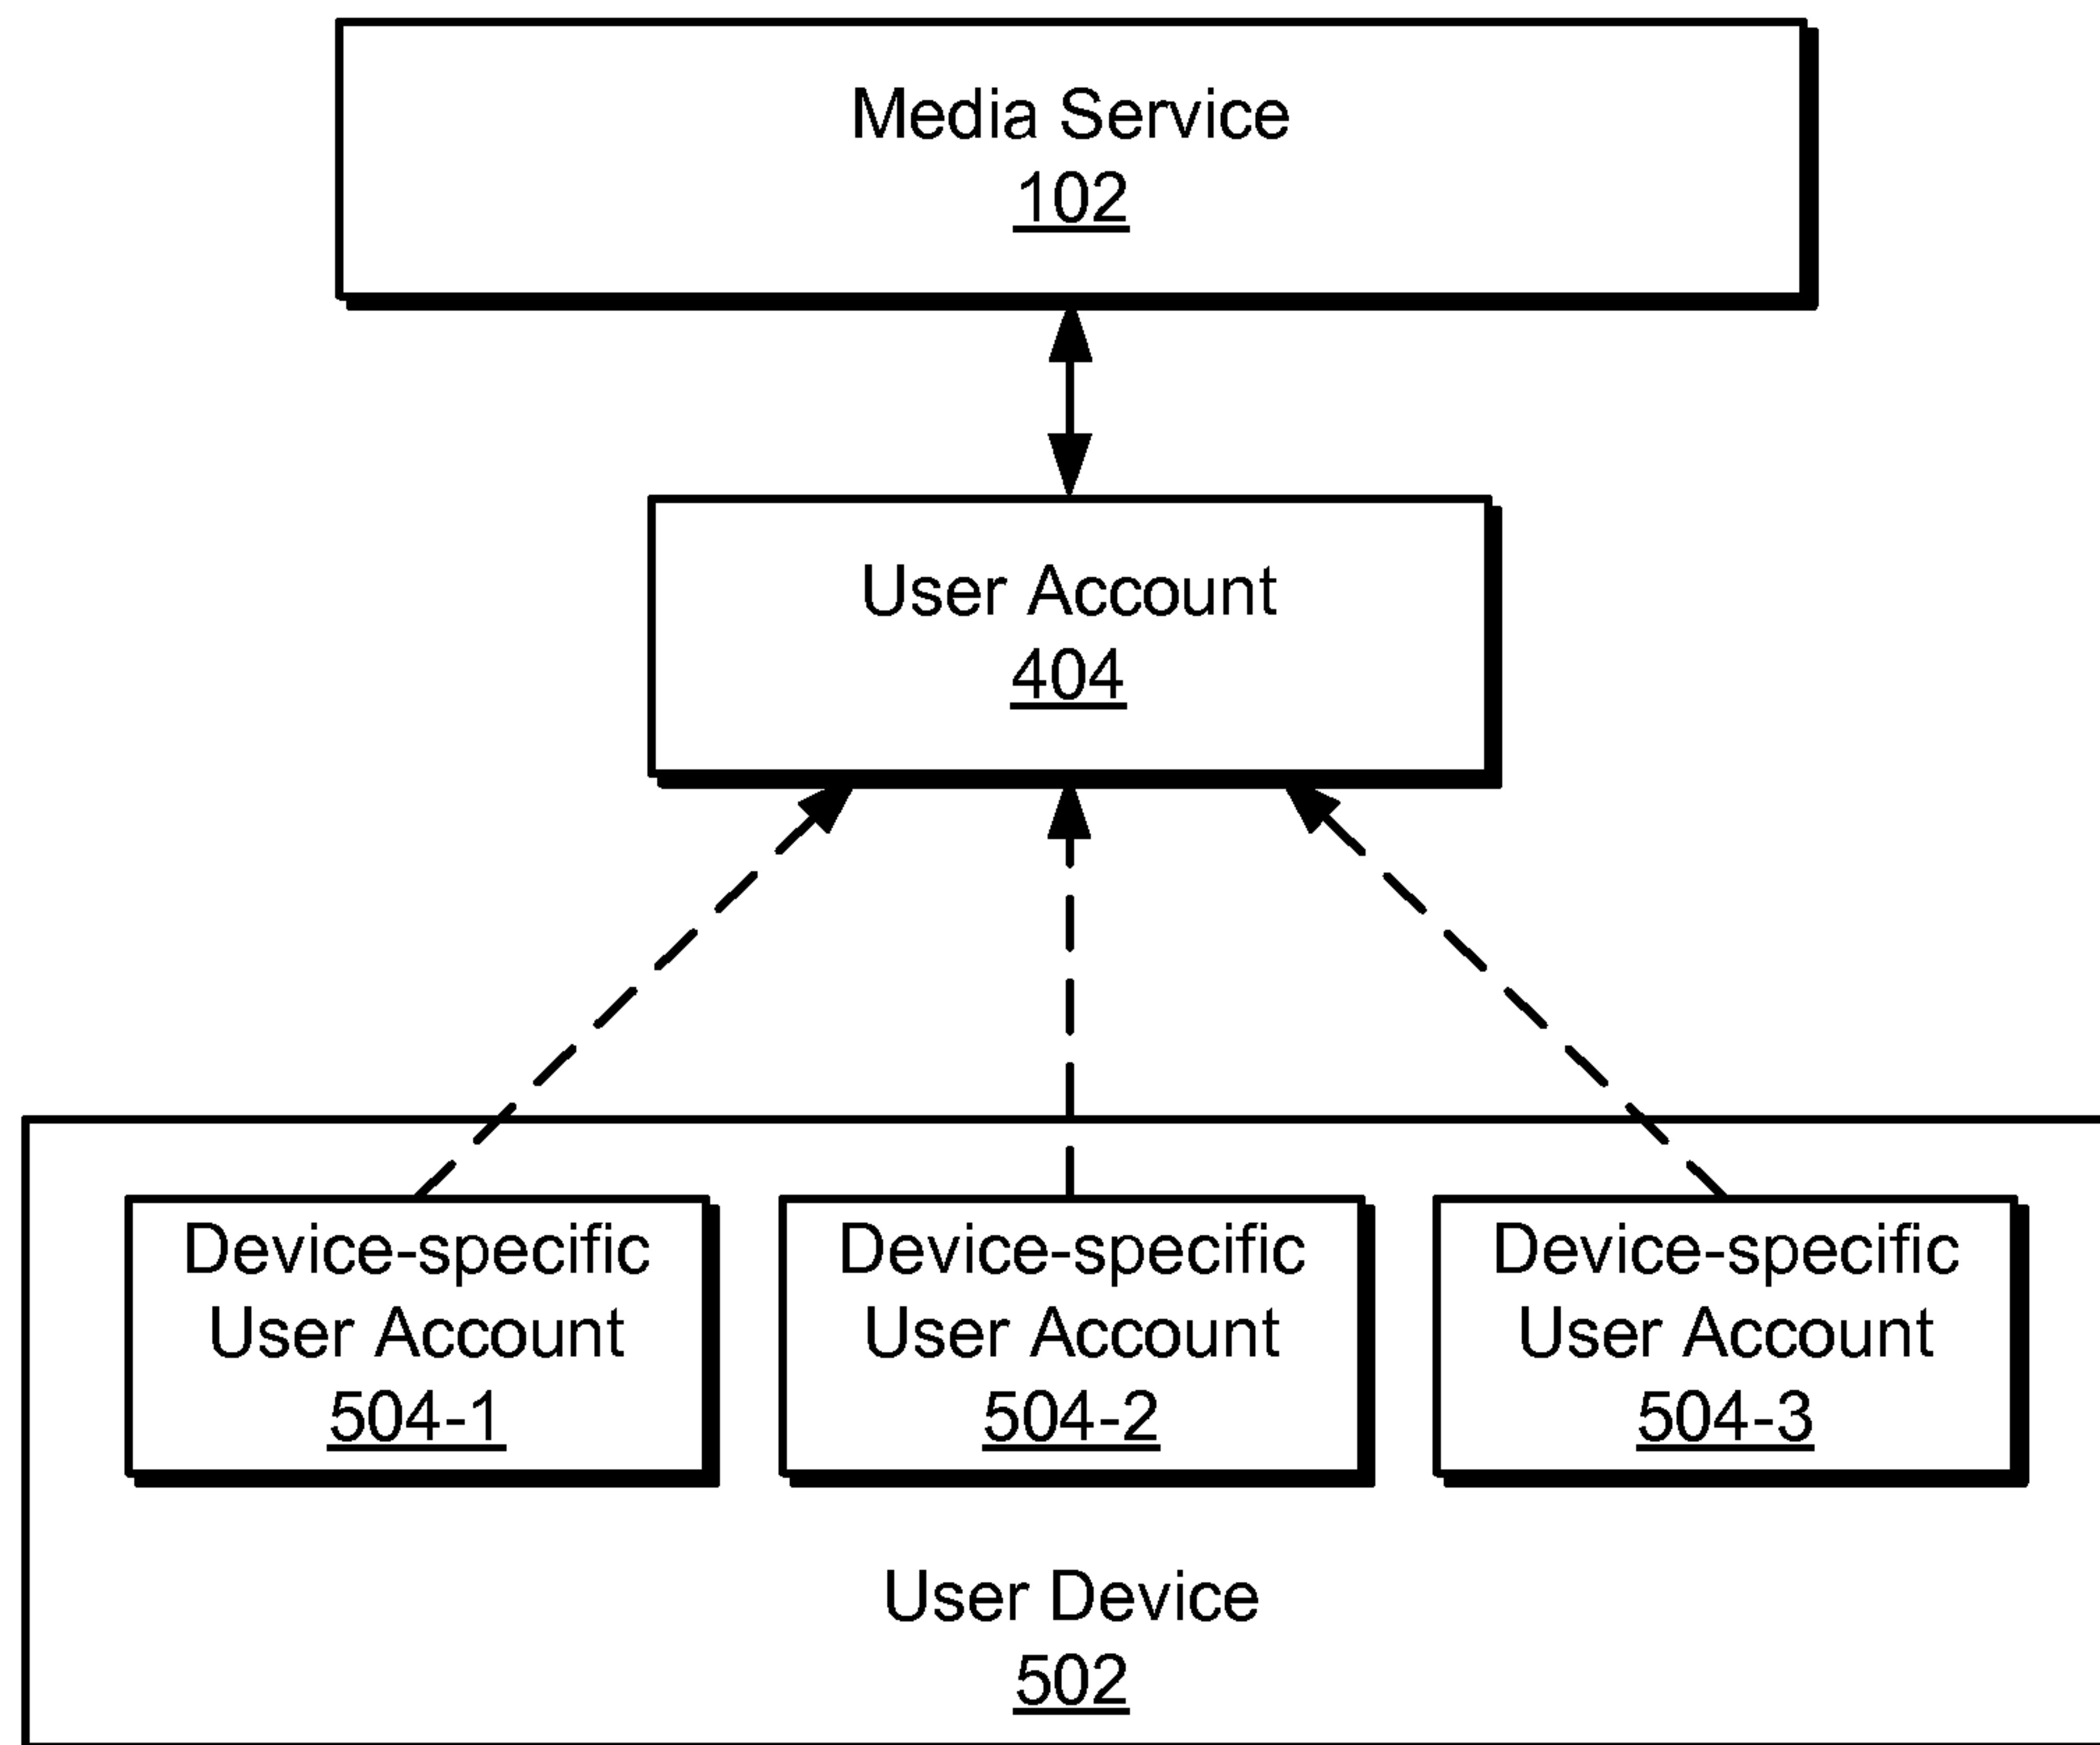 Media Service
102
User Account
404
Device-specific
User Account
504-1
Device-specific
User Account
504-2
Device-specific
User Account
504-3
User Device
502